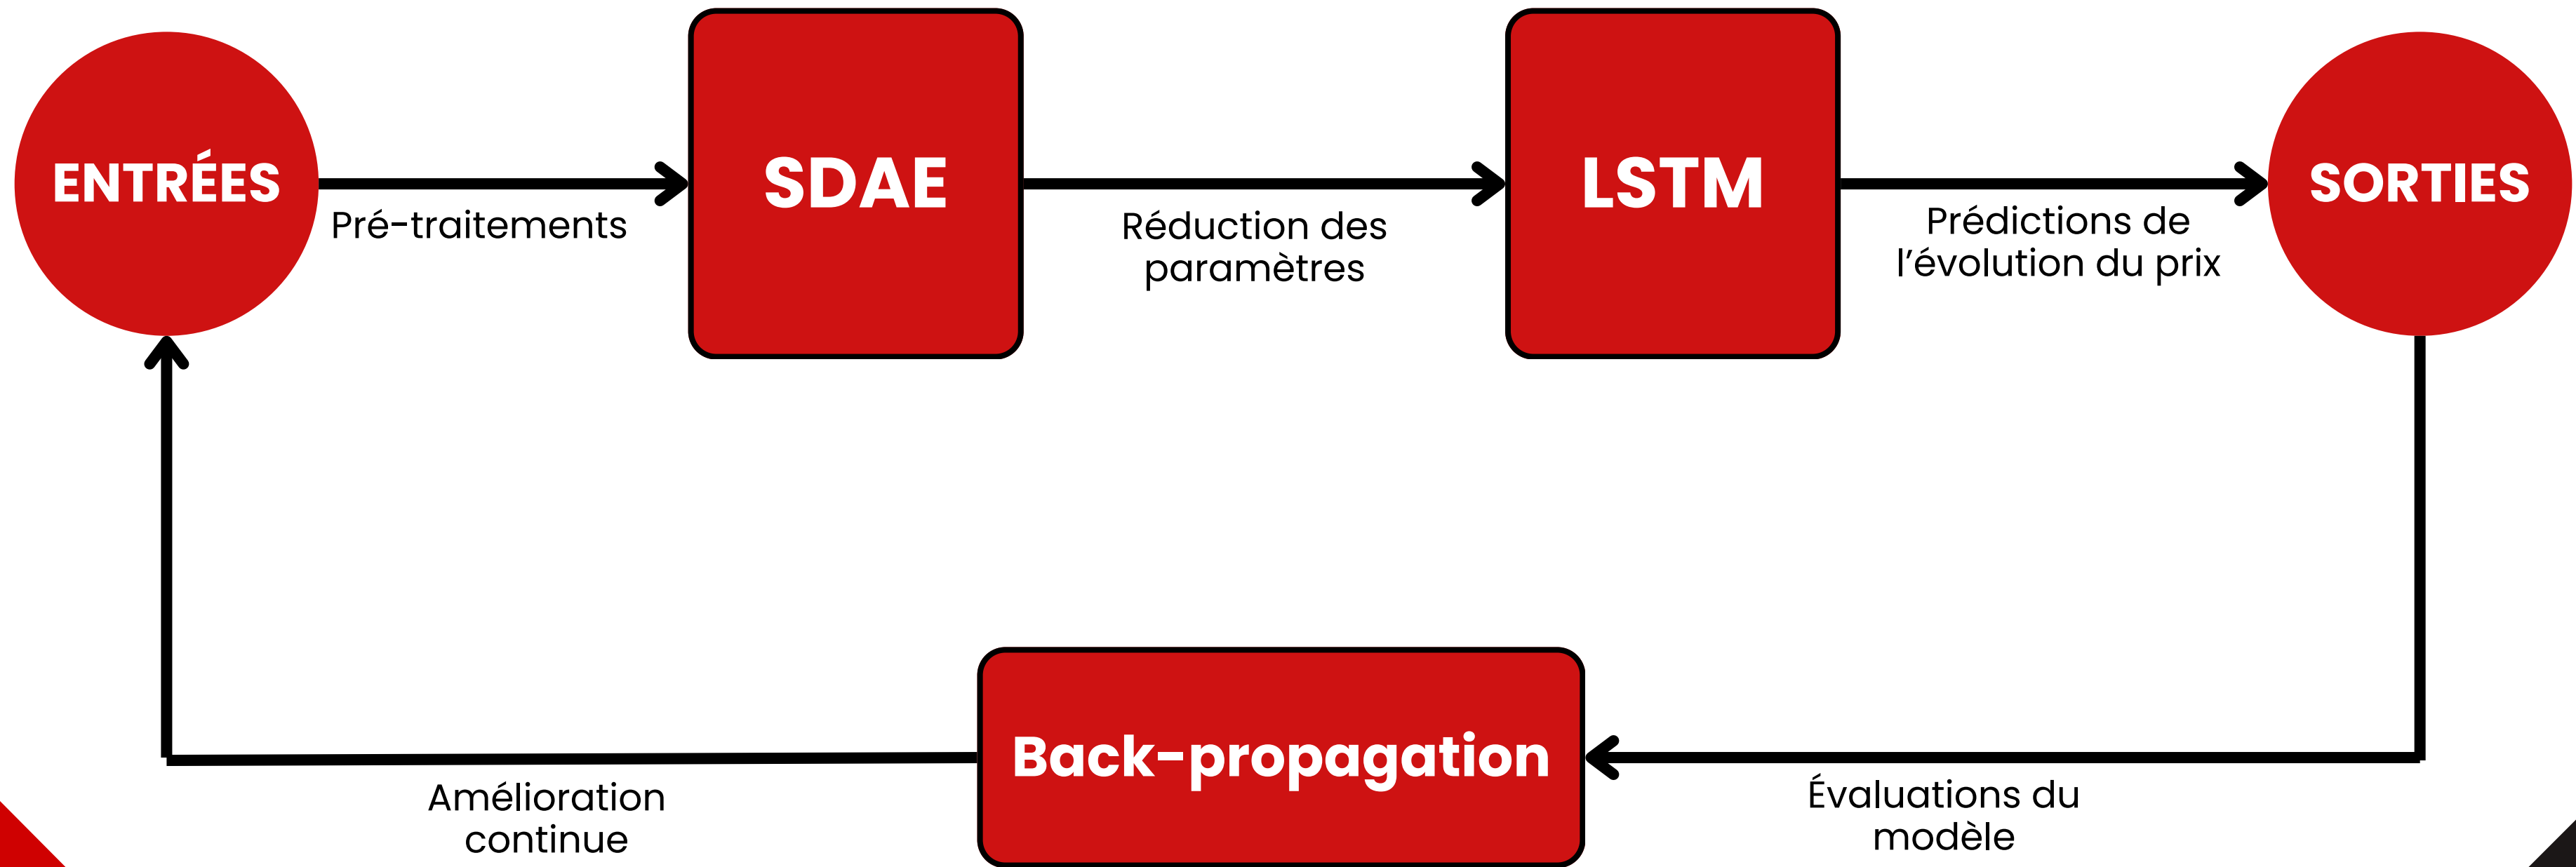 ENTRÉES
Pré-traitements
SDAE
Réduction des
paramètres
LSTM
Prédictions de
l’évolution du prix
SORTIES
Évaluations du
modèle
Back-propagation
Amélioration
continue